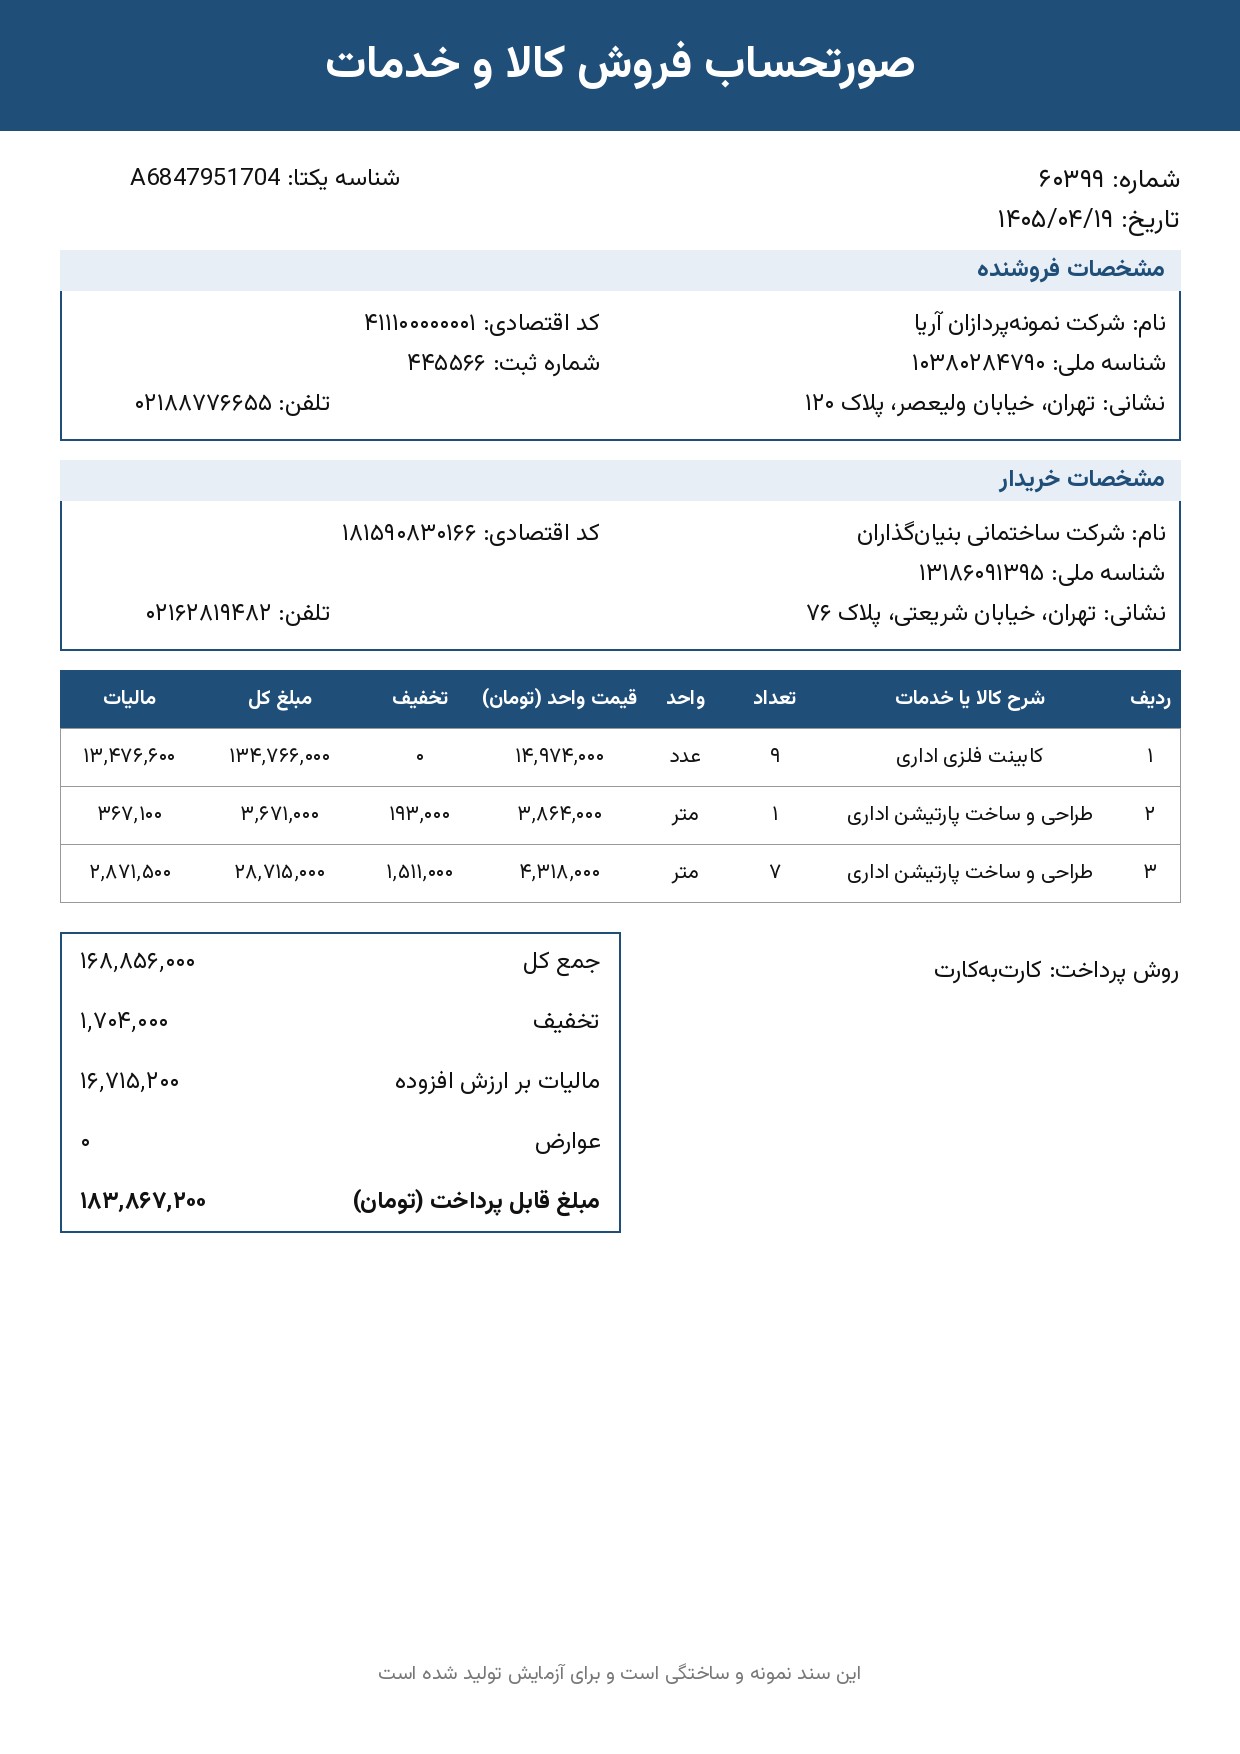 صورتحساب فروش کالا و خدمات
شماره: ۶۰۳۹۹
شناسه یکتا: A6847951704
تاریخ: ۱۴۰۵/۰۴/۱۹
مشخصات فروشنده
نام: شرکت نمونه‌پردازان آریا
کد اقتصادی: ۴۱۱۱۰۰۰۰۰۰۰۱
شناسه ملی: ۱۰۳۸۰۲۸۴۷۹۰
شماره ثبت: ۴۴۵۵۶۶
نشانی: تهران، خیابان ولیعصر، پلاک ۱۲۰
تلفن: ۰۲۱۸۸۷۷۶۶۵۵
مشخصات خریدار
نام: شرکت ساختمانی بنیان‌گذاران
کد اقتصادی: ۱۸۱۵۹۰۸۳۰۱۶۶
شناسه ملی: ۱۳۱۸۶۰۹۱۳۹۵
نشانی: تهران، خیابان شریعتی، پلاک ۷۶
تلفن: ۰۲۱۶۲۸۱۹۴۸۲
ردیف شرح کالا یا خدمات تعداد واحد قیمت واحد (تومان) تخفیف مبلغ کل مالیات
۱ کابینت فلزی اداری ۹ عدد ۱۴,۹۷۴,۰۰۰ ۰ ۱۳۴,۷۶۶,۰۰۰ ۱۳,۴۷۶,۶۰۰
۲ طراحی و ساخت پارتیشن اداری ۱ متر ۳,۸۶۴,۰۰۰ ۱۹۳,۰۰۰ ۳,۶۷۱,۰۰۰ ۳۶۷,۱۰۰
۳ طراحی و ساخت پارتیشن اداری ۷ متر ۴,۳۱۸,۰۰۰ ۱,۵۱۱,۰۰۰ ۲۸,۷۱۵,۰۰۰ ۲,۸۷۱,۵۰۰
روش پرداخت: کارت‌به‌کارت
جمع کل ۱۶۸,۸۵۶,۰۰۰
تخفیف ۱,۷۰۴,۰۰۰
مالیات بر ارزش افزوده ۱۶,۷۱۵,۲۰۰
عوارض ۰
مبلغ قابل پرداخت (تومان) ۱۸۳,۸۶۷,۲۰۰
این سند نمونه و ساختگی است و برای آزمایش تولید شده است